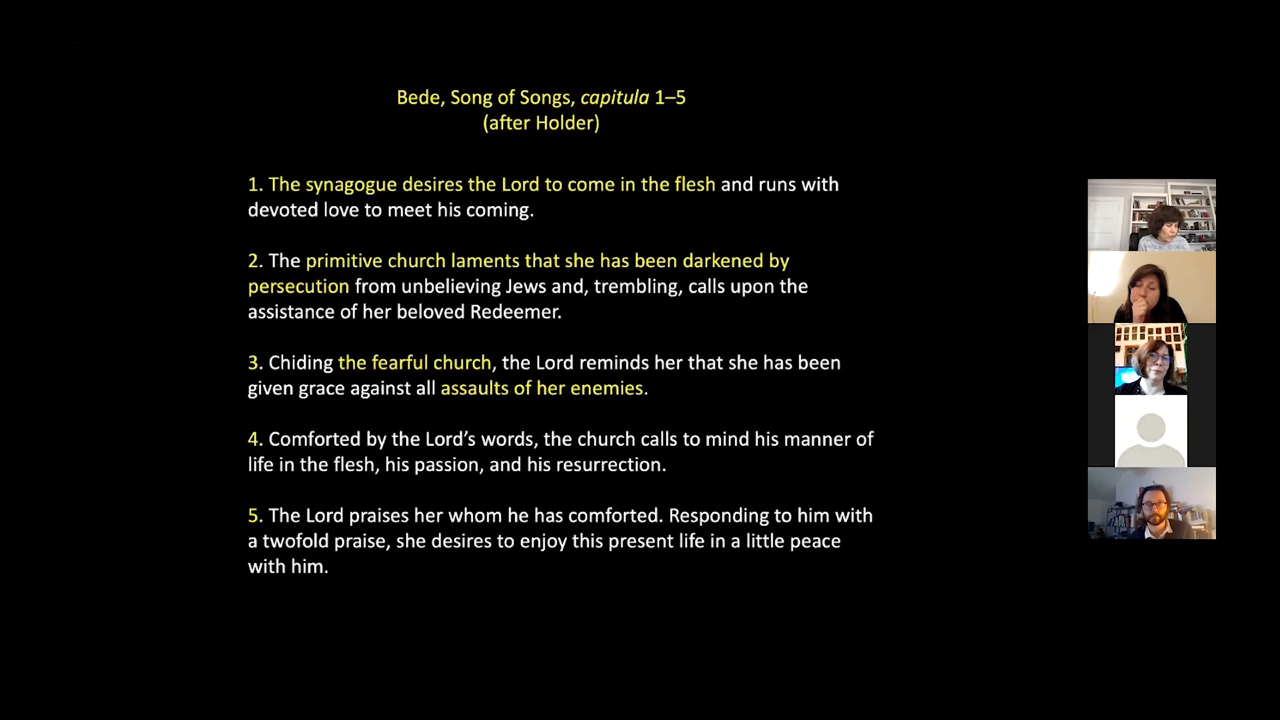 Bede, Song of Songs, capitula 1–5
(after Holder)
1. The synagogue desires the Lord to come in the flesh and runs with
devoted love to meet his coming.
2. The primitive church laments that she has been darkened by
persecution from unbelieving Jews and, trembling, calls upon the
assistance of her beloved Redeemer.
3. Chiding the fearful church, the Lord reminds her that she has been
given grace against all assaults of her enemies.
4. Comforted by the Lord’s words, the church calls to mind his manner of
life in the flesh, his passion, and his resurrection.
5. The Lord praises her whom he has comforted. Responding to him with
a twofold praise, she desires to enjoy this present life in a little peace
with him.